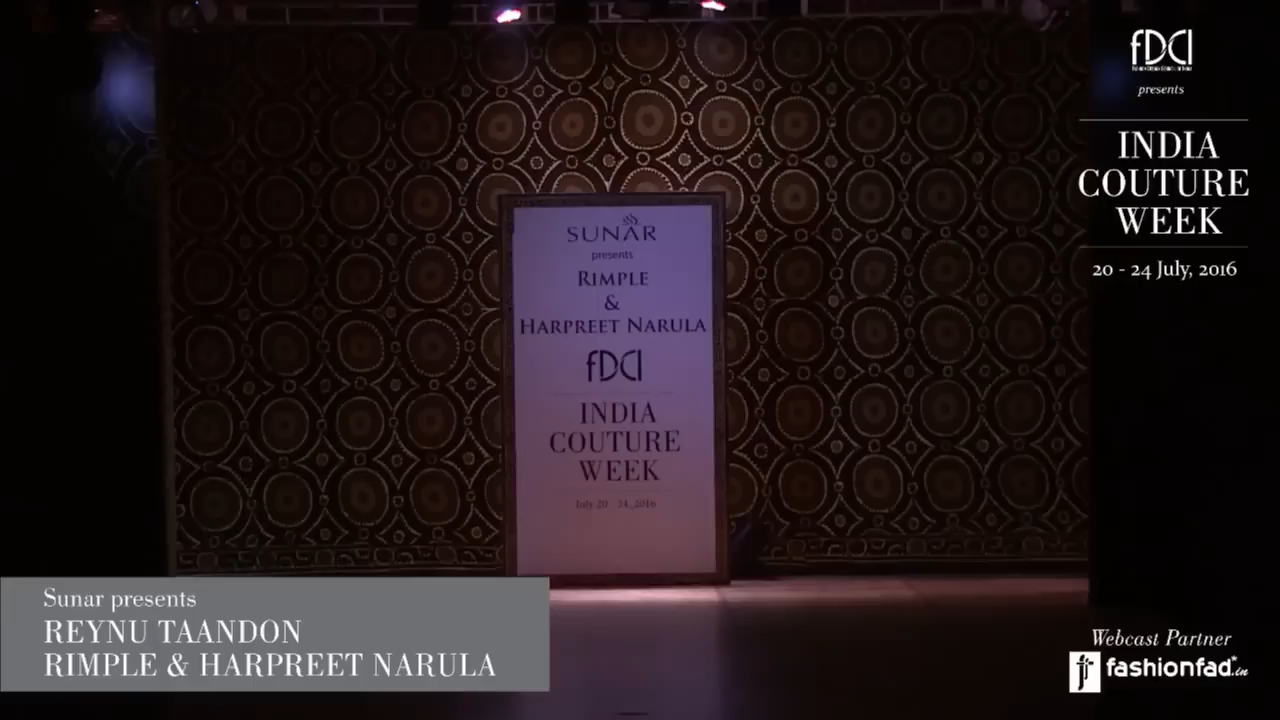 SUNAR
presents
RIMPLE
&
HARPREET NARULA
fDCI
INDIA
COUTURE
WEEK
July 20 - 24, 2016
fDCI
presents
INDIA
COUTURE
WEEK
20 - 24 July, 2016
Sunar presents
REYNU TAANDON
RIMPLE & HARPREET NARULA
Webcast Partner
fashionfad.in